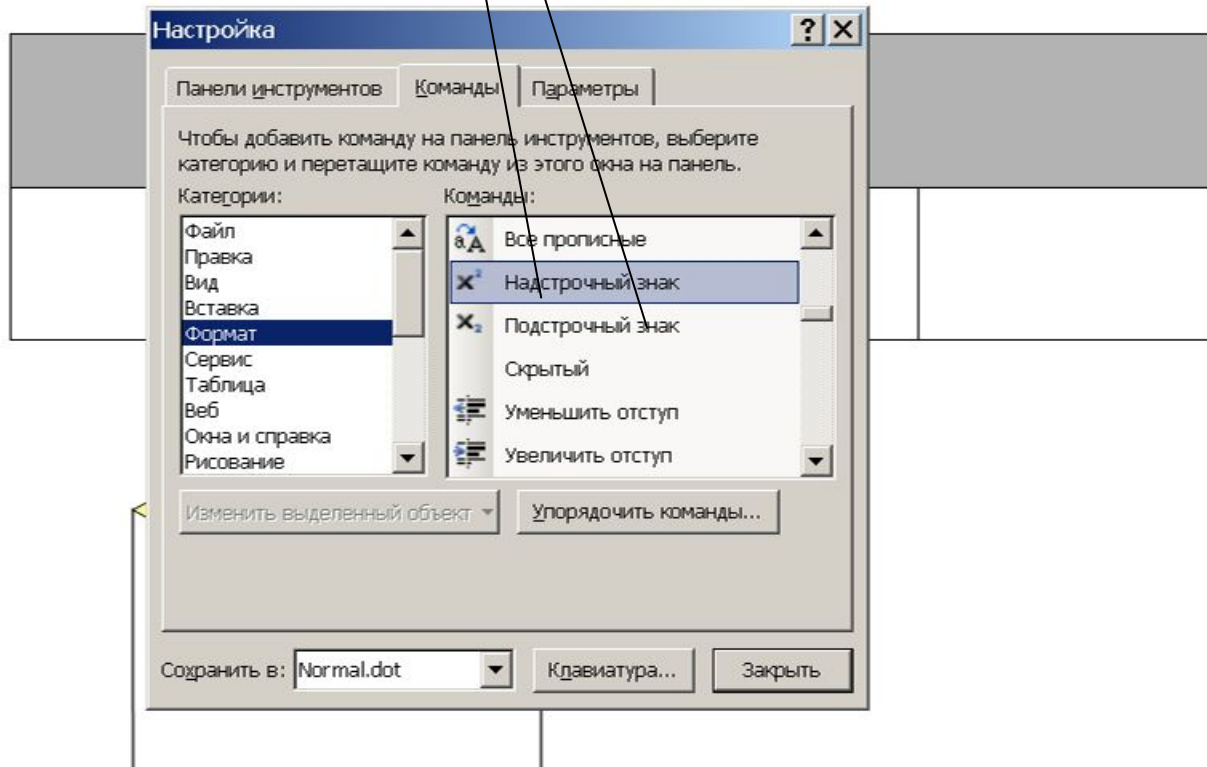 Настройка
Панели инструментов Команды Параметры
Чтобы добавить команду на панель инструментов, выберите
категорию и перетащите команду из этого окна на панель.
Категории: Команды:
Файл
Правка
Вид
Вставка
Формат
Сервис
Таблица
Веб
Окна и справка
Рисование
Все прописные
Надстрочный знак
Подстрочный знак
Скрытый
Уменьшить отступ
Увеличить отступ
Изменить выделенный объект Упорядочить команды...
Сохранить в: Normal.dot Клавиатура... Закрыть